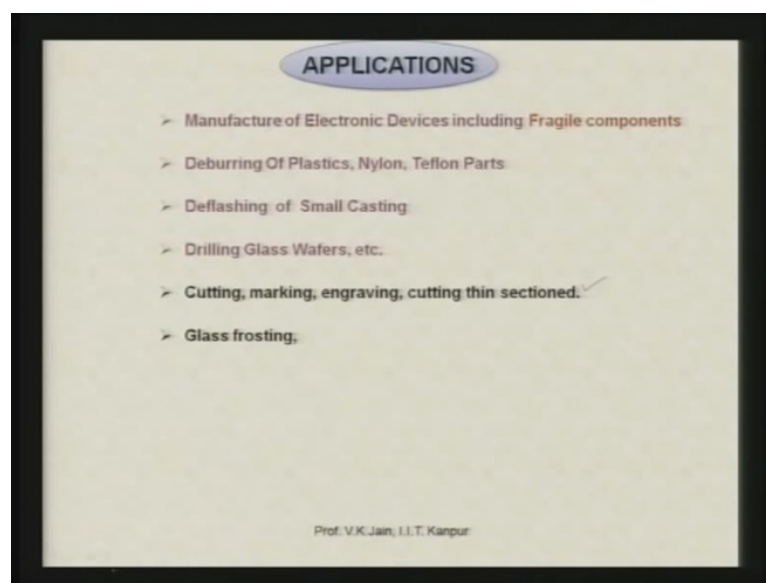 APPLICATIONS
➢ Manufacture of Electronic Devices including Fragile components
➢ Deburring Of Plastics, Nylon, Teflon Parts
➢ Deflashing of Small Casting
➢ Drilling Glass Wafers, etc.
➢ Cutting, marking, engraving, cutting thin sectioned.
➢ Glass frosting,
Prof. V.K.Jain, I.I.T. Kanpur